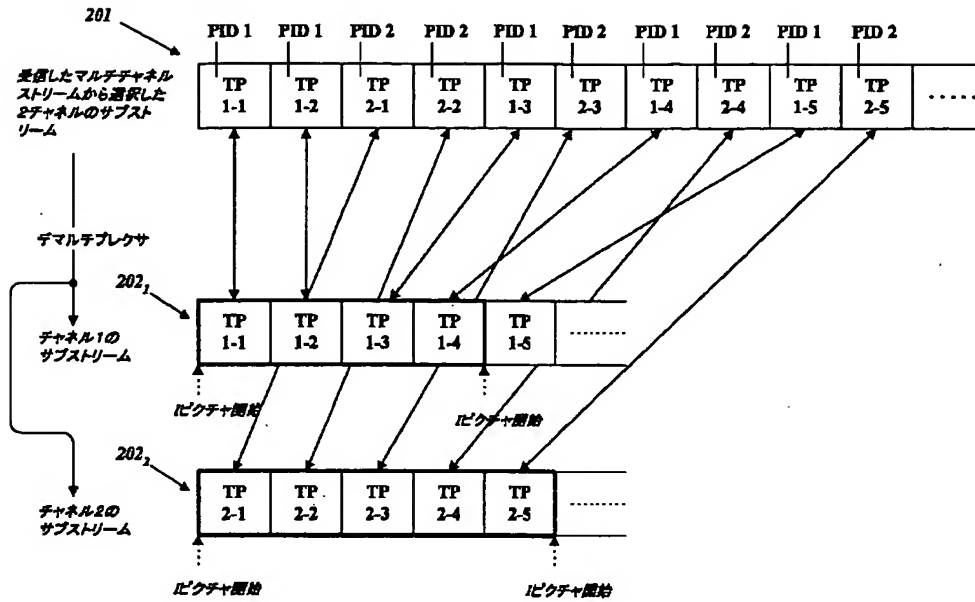 201
PID 1 PID 1 PID 2 PID 2 PID 1 PID 2 PID 1 PID 2 PID 1 PID 2
受信したマルチチャネル
ストリームから選択した
2チャネルのサブスト
リーム
TP 1-1 TP 1-2 TP 2-1 TP 2-2 TP 1-3 TP 2-3 TP 1-4 TP 2-4 TP 1-5 TP 2-5 ……
デマルチプレクサ
202₁
チャネル1の
サブストリーム
TP 1-1 TP 1-2 TP 1-3 TP 1-4 TP 1-5 ……
Iピクチャ開始 Iピクチャ開始
202₂
チャネル2の
サブストリーム
TP 2-1 TP 2-2 TP 2-3 TP 2-4 TP 2-5 ……
Iピクチャ開始 Iピクチャ開始